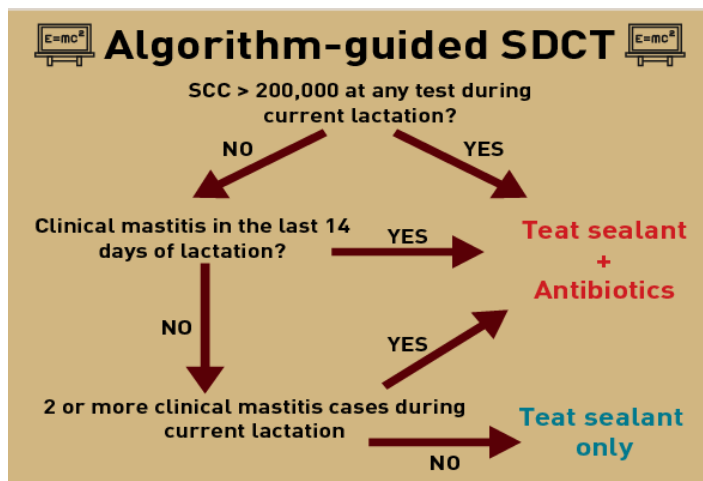 E=mc²
Algorithm-guided SDCT
E=mc²
SCC > 200,000 at any test during
current lactation?
NO
YES
Clinical mastitis in the last 14
days of lactation?
YES
Teat sealant
+
Antibiotics
NO
YES
2 or more clinical mastitis cases during
current lactation
NO
Teat sealant
only